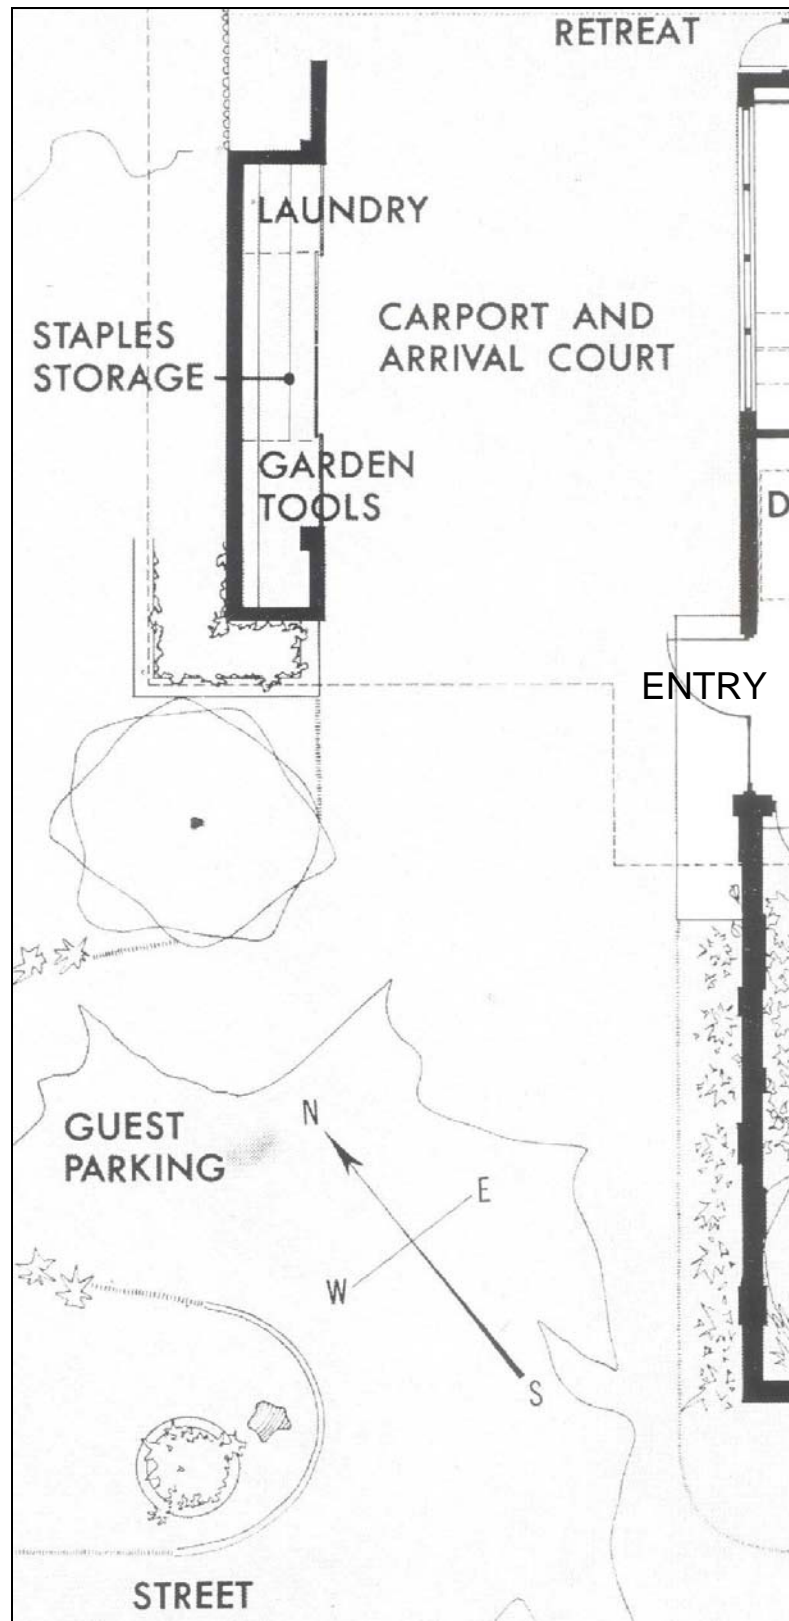 RETREAT
LAUNDRY
STAPLES
STORAGE
CARPORT AND
ARRIVAL COURT
GARDEN
TOOLS
D
ENTRY
GUEST
PARKING
N
E
W
S
STREET